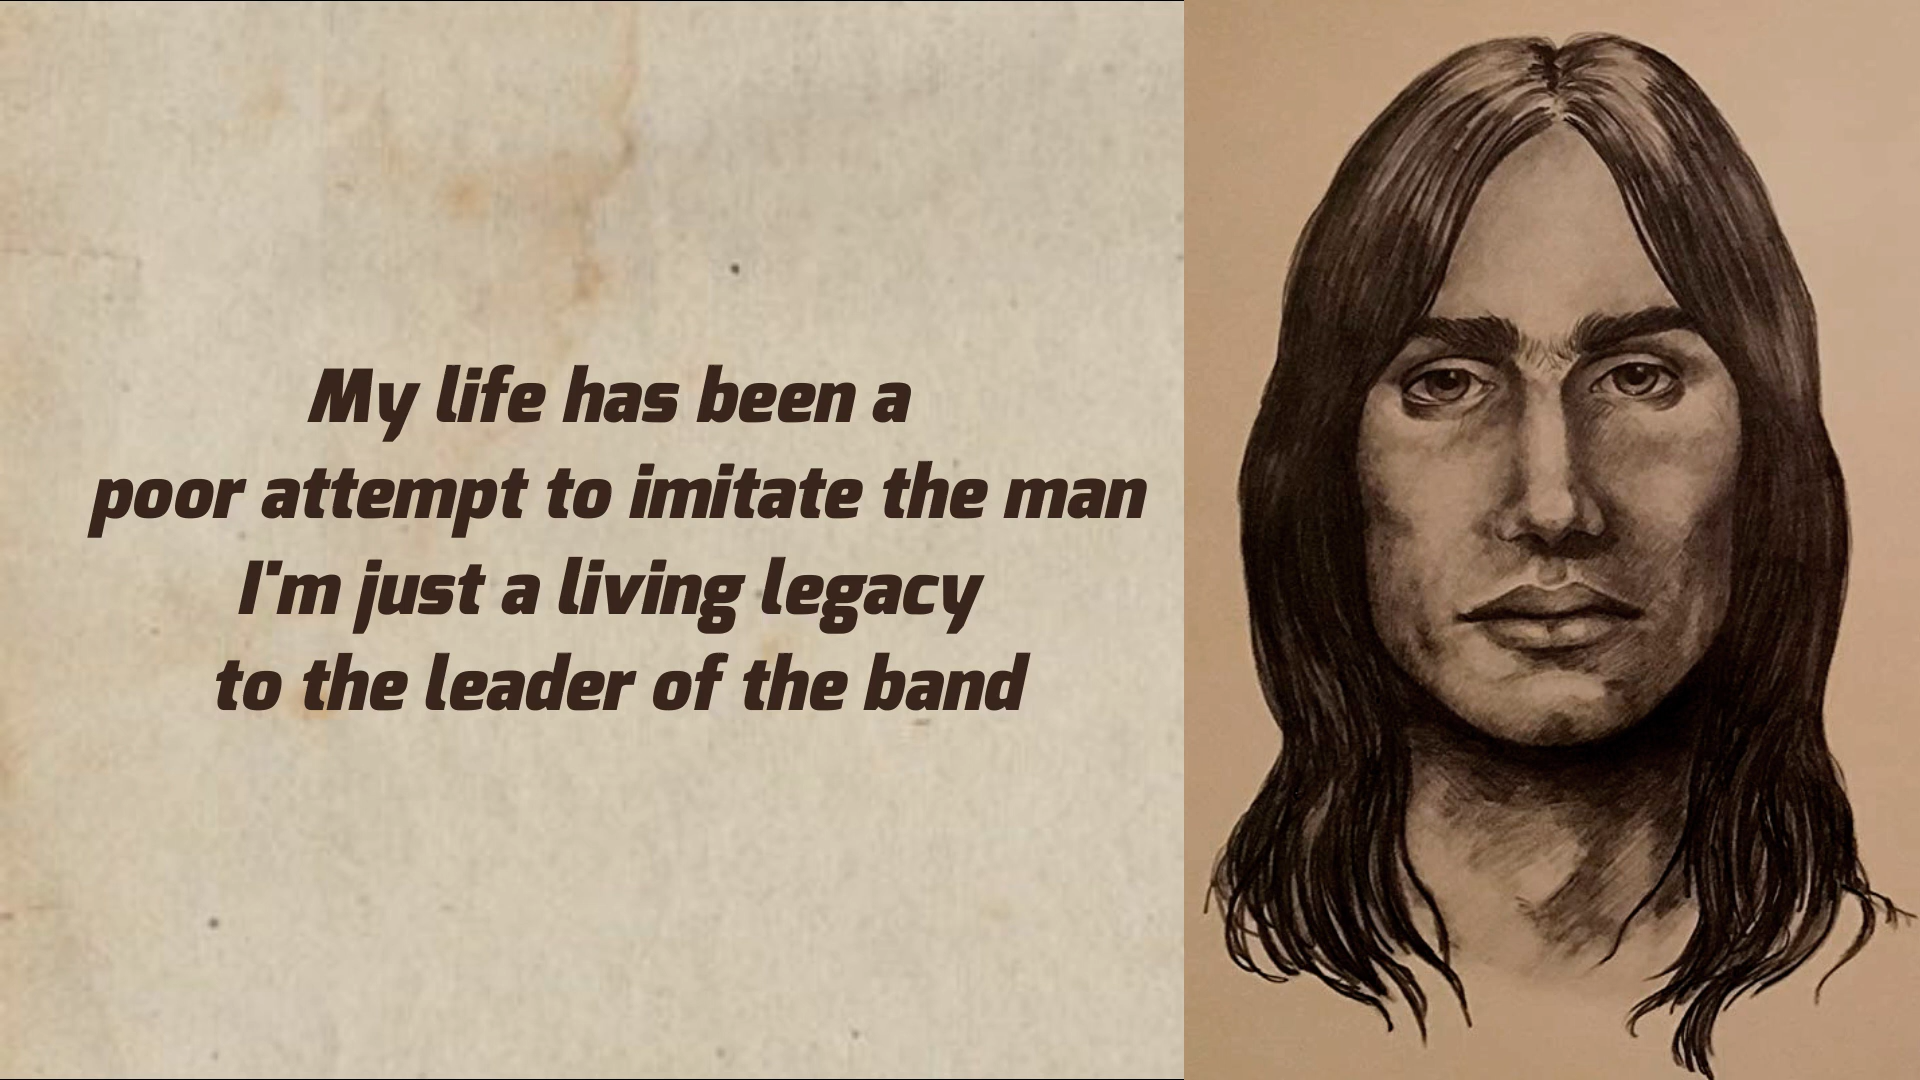 My life has been a
poor attempt to imitate the man
I'm just a living legacy
to the leader of the band